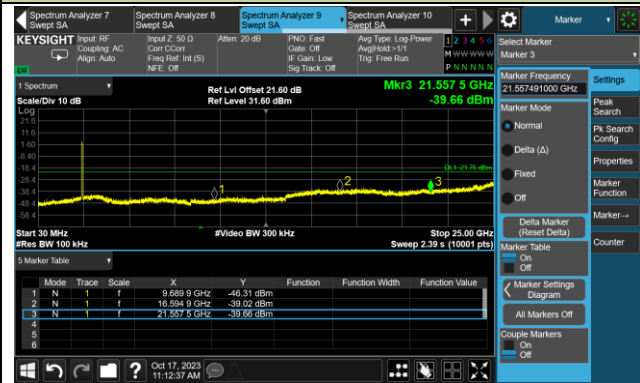 Spectrum Analyzer 7
Swept SA
Spectrum Analyzer 8
Swept SA
Spectrum Analyzer 9
Swept SA
Spectrum Analyzer 10
Swept SA
Marker
KEYSIGHT
Input: RF
Coupling: AC
Align: Auto
Input Z: 50 Ω
Corr CCorr
Freq Ref: Int (S)
NFE: Off
Atten: 20 dB
PNO: Fast
Gate: Off
IF Gain: Low
Sig Track: Off
Avg Type: Log-Power
Avg|Hold:>1/1
Trig: Free Run
1 2 3 4 5 6
M W W W W W
P N N N N N
Select Marker
Marker 3
1 Spectrum
Scale/Div 10 dB
Log
Ref Lvl Offset 21.60 dB
Ref Level 31.60 dBm
Mkr3 21.557 5 GHz
-39.66 dBm
21.6
11.6
1.60
-8.40
-18.4
-28.4
-38.4
-48.4
-58.4
DL1 -21.76 dBm
1
2
3
Start 30 MHz
#Res BW 100 kHz
#Video BW 300 kHz
Stop 25.00 GHz
Sweep 2.39 s (10001 pts)
5 Marker Table
Mode Trace Scale X Y Function Function Width Function Value
1 N 1 f 9.689 9 GHz -46.31 dBm
2 N 1 f 16.594 9 GHz -39.02 dBm
3 N 1 f 21.557 5 GHz -39.66 dBm
4
5
6
Marker Frequency
21.557491000 GHz
Marker Mode
Normal
Delta (Δ)
Fixed
Off
Delta Marker
(Reset Delta)
Marker Table
On
Off
Marker Settings
Diagram
All Markers Off
Couple Markers
On
Off
Settings
Peak
Search
Pk Search
Config
Properties
Marker
Function
Marker→
Counter
Oct 17, 2023
11:12:37 AM